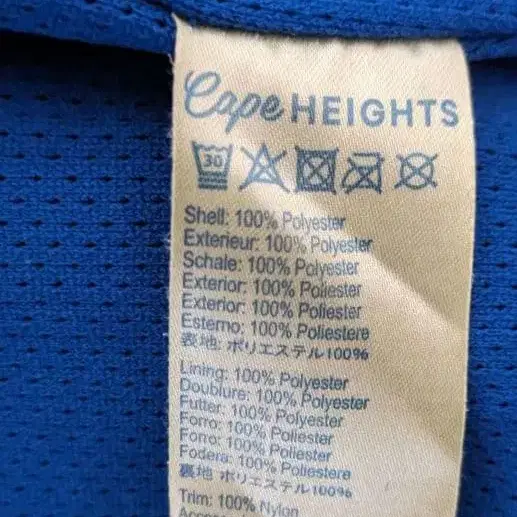 Cape HEIGHTS
30
Shell: 100% Polyester
Exterieur: 100% Polyester
Schale: 100% Polyester
Exterior: 100% Poliester
Exterior: 100% Poliester
Esterno: 100% Poliestere
表地: ポリエステル100%
Lining: 100% Polyester
Doublure: 100% Polyester
Futter: 100% Polyester
Forro: 100% Poliester
Forro: 100% Poliester
Fodera: 100% Poliestere
裏地 ポリエステル100%
Trim: 100% Nylon